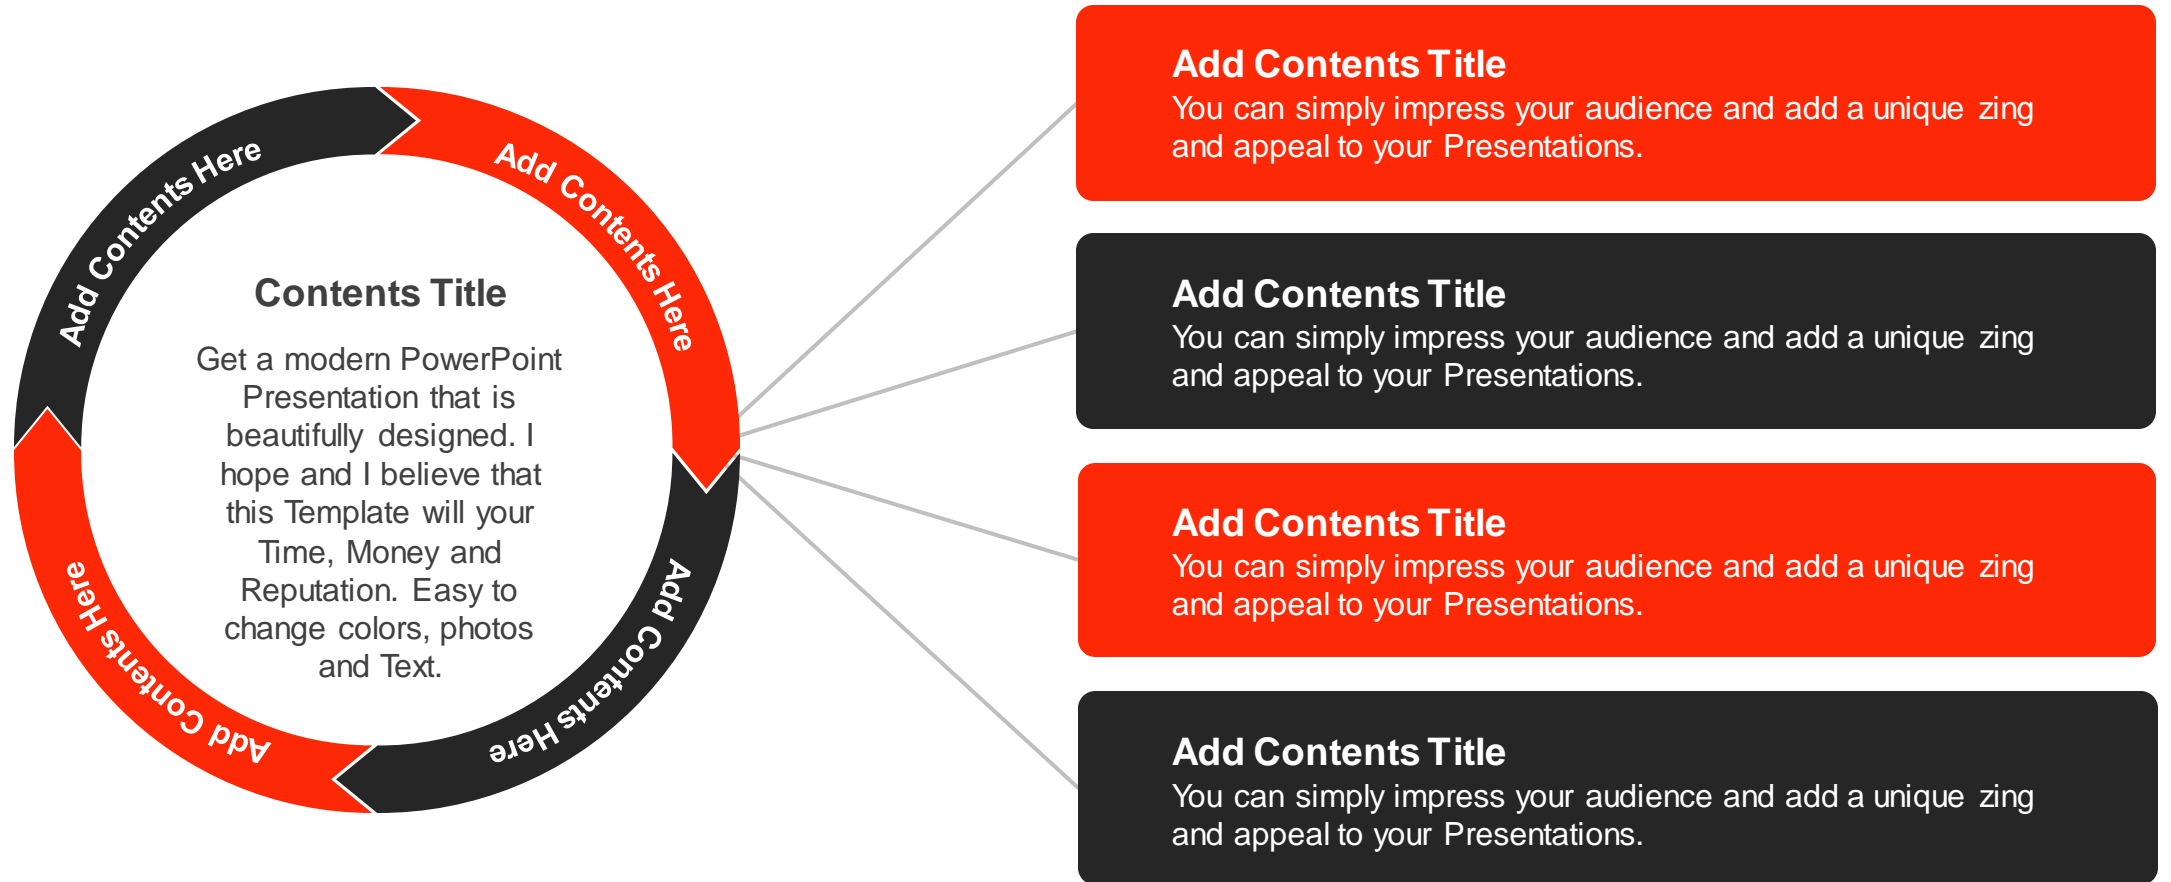 Add Contents Here
Add Contents Here
Add Contents Here
Add Contents Here
Contents Title
Get a modern PowerPoint
Presentation that is
beautifully designed. I
hope and I believe that
this Template will your
Time, Money and
Reputation. Easy to
change colors, photos
and Text.
Add Contents Title
You can simply impress your audience and add a unique zing
and appeal to your Presentations.
Add Contents Title
You can simply impress your audience and add a unique zing
and appeal to your Presentations.
Add Contents Title
You can simply impress your audience and add a unique zing
and appeal to your Presentations.
Add Contents Title
You can simply impress your audience and add a unique zing
and appeal to your Presentations.